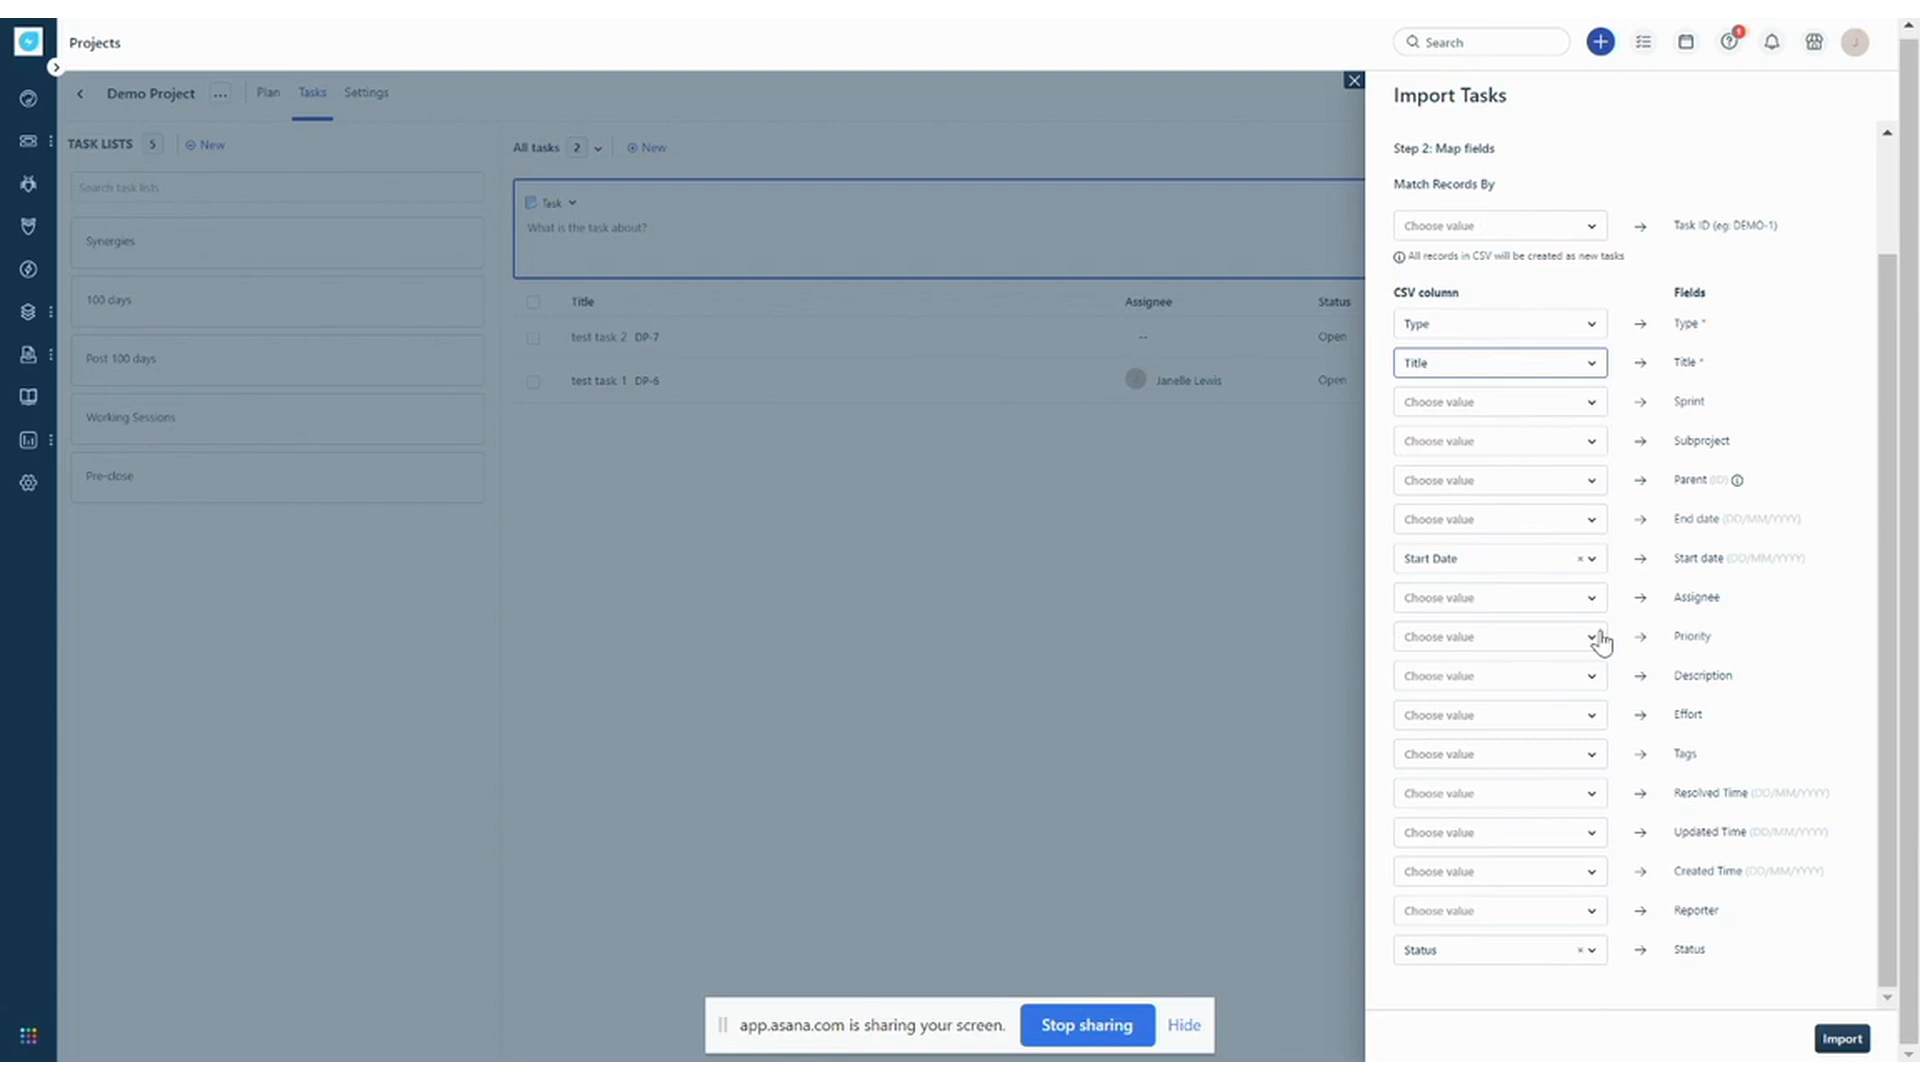 Projects
Search
1
J
Demo Project
...
Plan
Tasks
Settings
TASK LISTS 5
New
Search task lists
Synergies
100 days
Post 100 days
Working Sessions
Pre-close
All tasks 2
New
Task
What is the task about?
Title Assignee Status
test task 2 DP-7 -- Open
test task 1 DP-6 Janelle Lewis Open
Import Tasks
Step 2: Map fields
Match Records By
Choose value → Task ID (eg: DEMO-1)
All records in CSV will be created as new tasks
CSV column Fields
Type → Type *
Title → Title *
Choose value → Sprint
Choose value → Subproject
Choose value → Parent (ID)
Choose value → End date (DD/MM/YYYY)
Start Date × → Start date (DD/MM/YYYY)
Choose value → Assignee
Choose value → Priority
Choose value → Description
Choose value → Effort
Choose value → Tags
Choose value → Resolved Time (DD/MM/YYYY)
Choose value → Updated Time (DD/MM/YYYY)
Choose value → Created Time (DD/MM/YYYY)
Choose value → Reporter
Status × → Status
Import
app.asana.com is sharing your screen.
Stop sharing
Hide